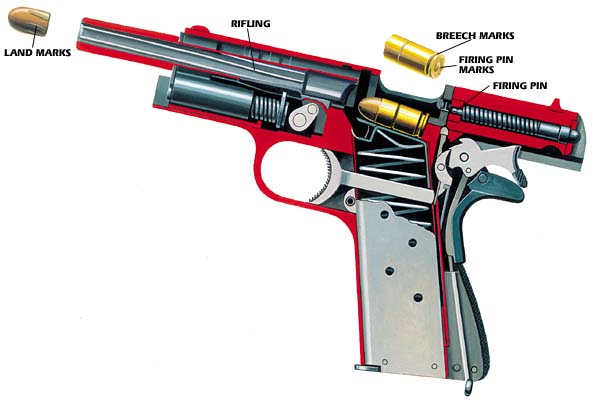 RIFLING
LAND MARKS
BREECH MARKS
FIRING PIN
MARKS
FIRING PIN